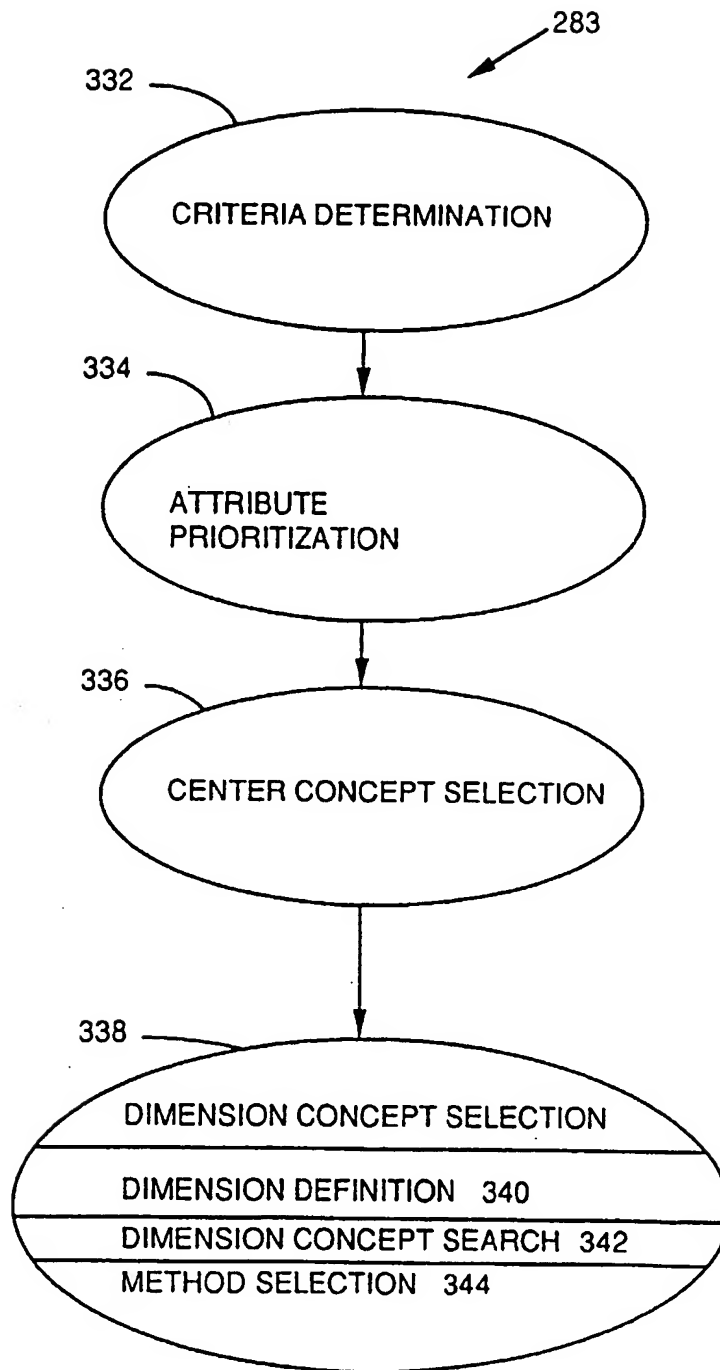 283
332
CRITERIA DETERMINATION
334
ATTRIBUTE
PRIORITIZATION
336
CENTER CONCEPT SELECTION
338
DIMENSION CONCEPT SELECTION
DIMENSION DEFINITION 340
DIMENSION CONCEPT SEARCH 342
METHOD SELECTION 344